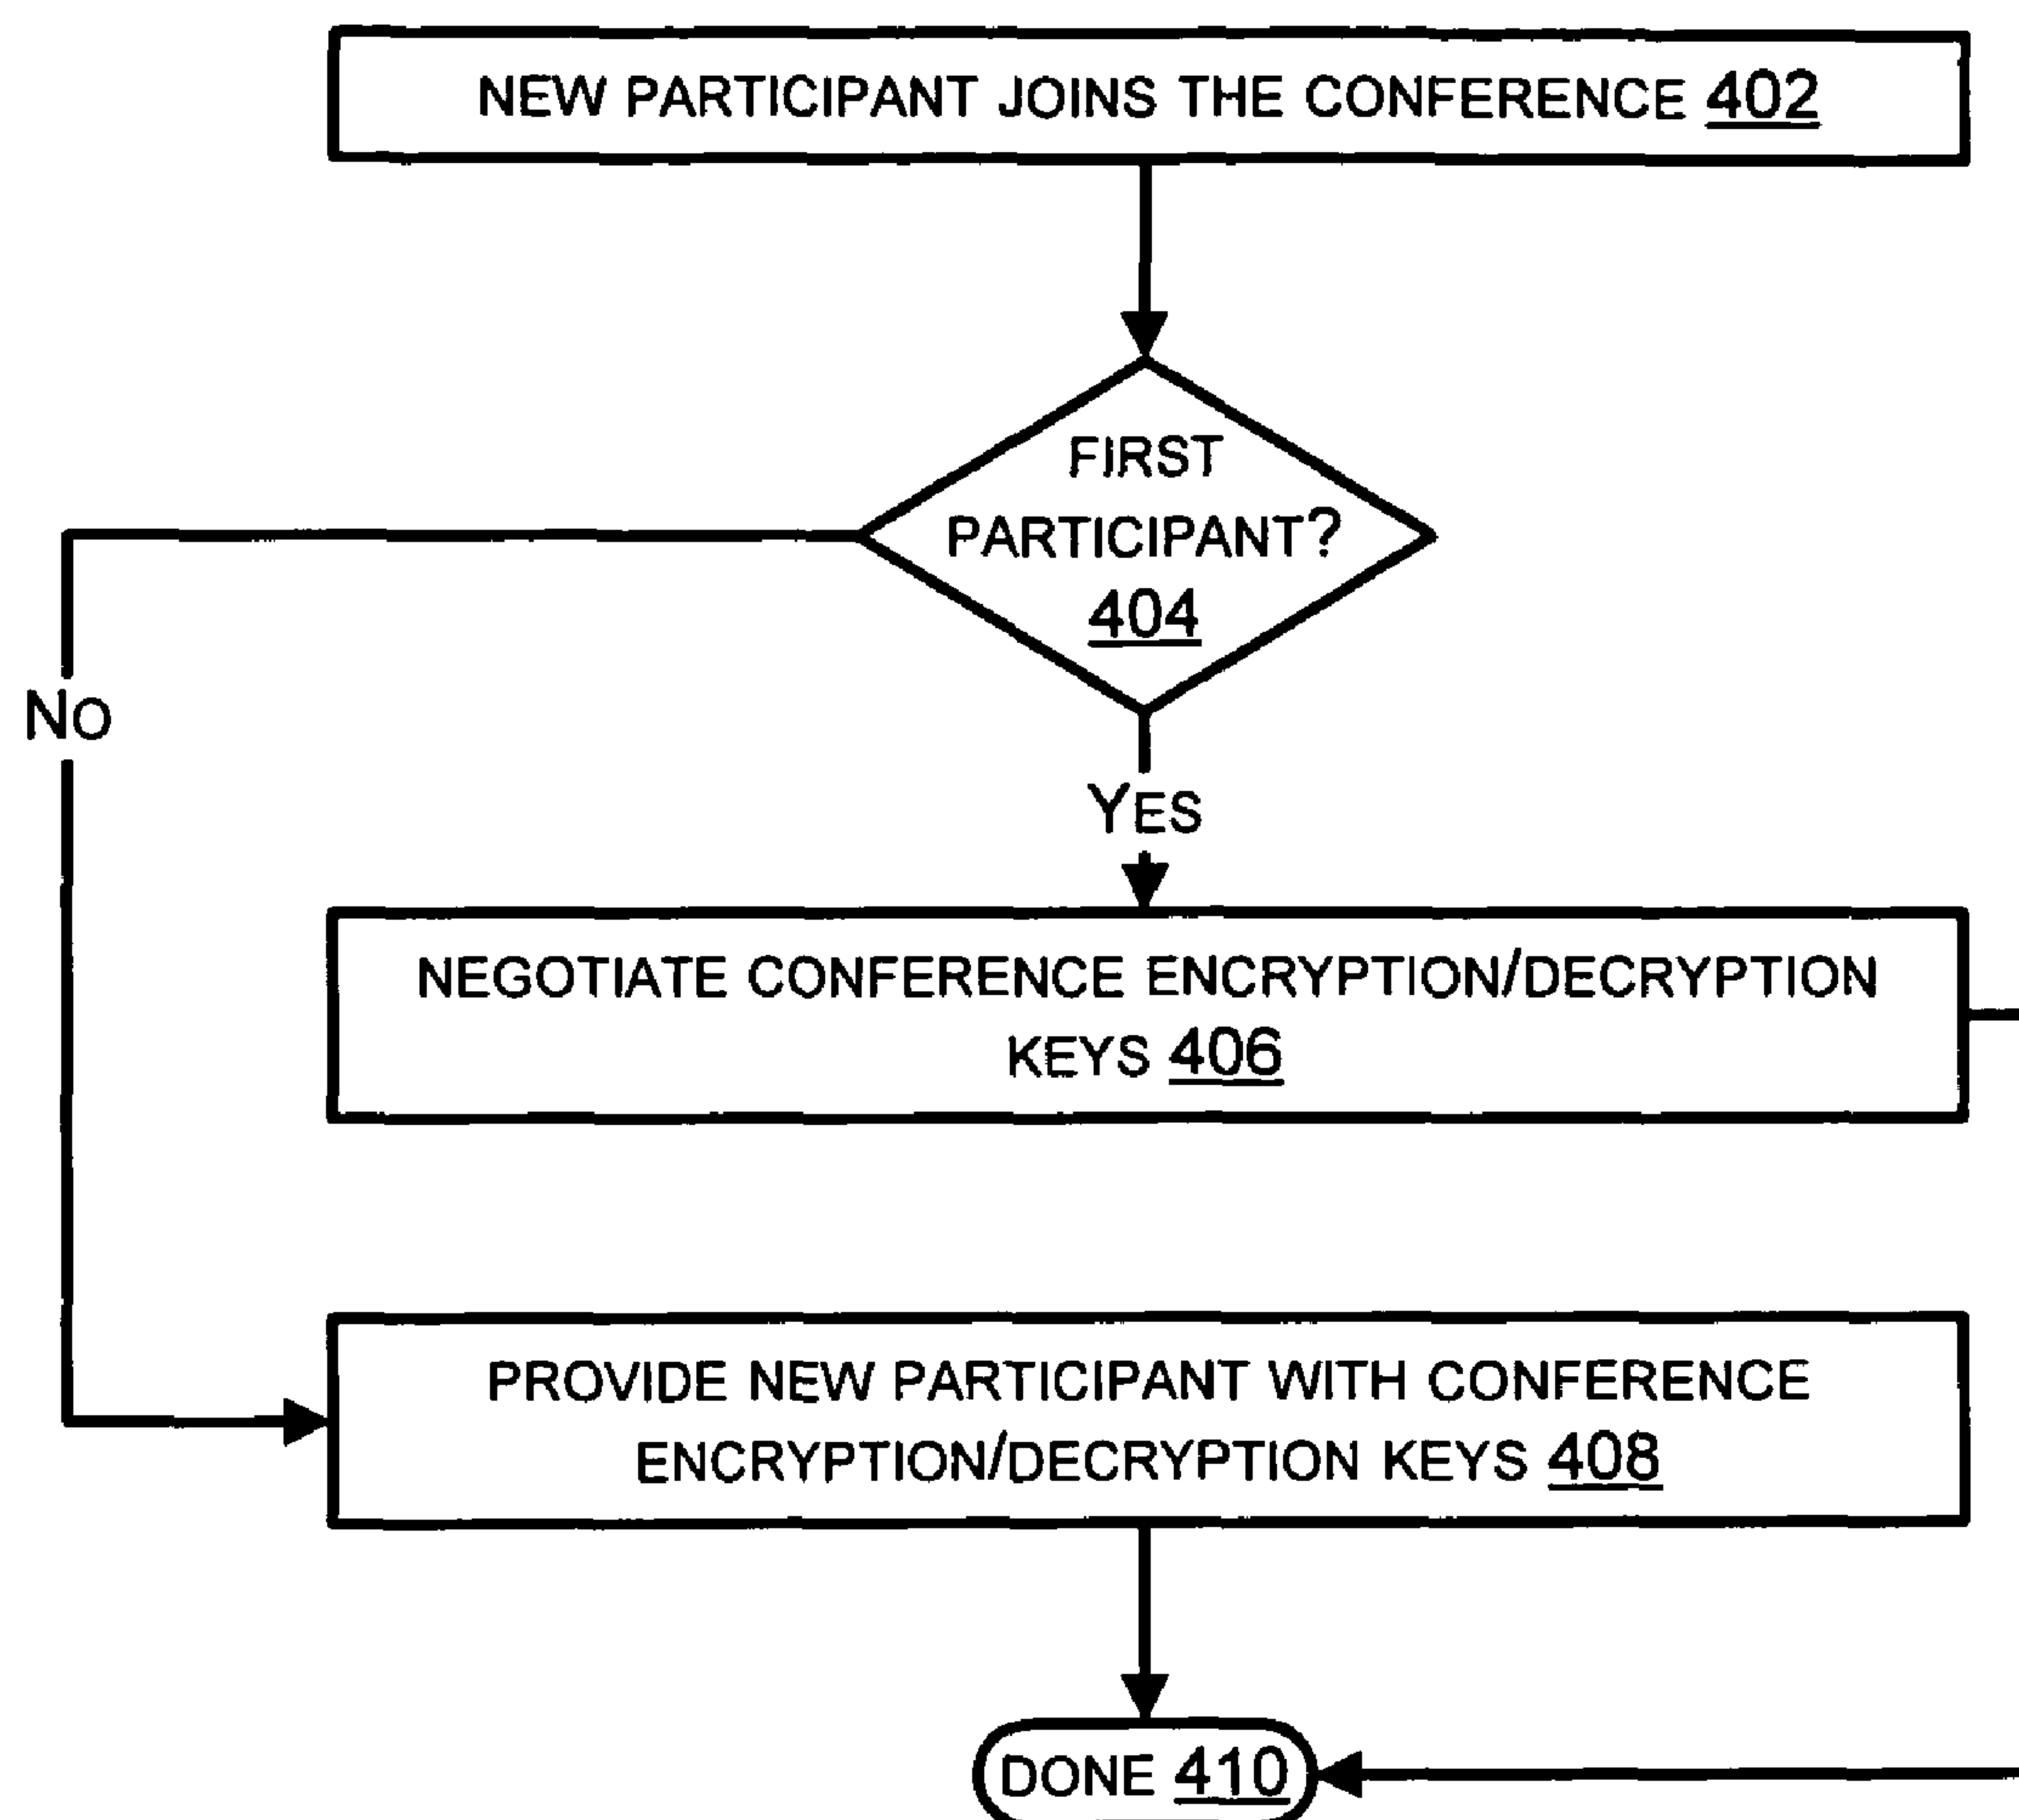 NEW PARTICIPANT JOINS THE CONFERENCE 402
FIRST
PARTICIPANT?
404
NO
YES
NEGOTIATE CONFERENCE ENCRYPTION/DECRYPTION
KEYS 406
PROVIDE NEW PARTICIPANT WITH CONFERENCE
ENCRYPTION/DECRYPTION KEYS 408
DONE 410